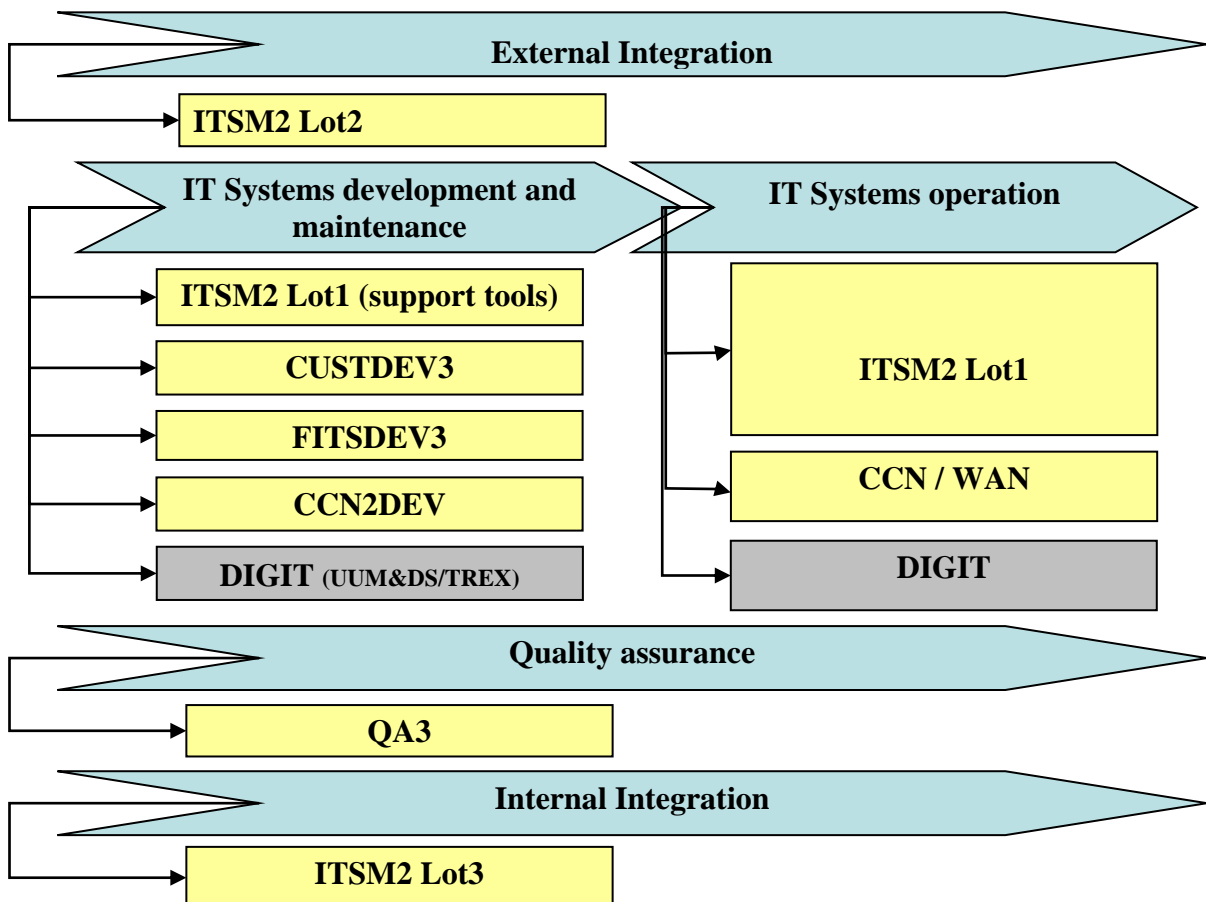 External Integration
ITSM2 Lot2
IT Systems development and
maintenance
ITSM2 Lot1 (support tools)
CUSTDEV3
FITSDEV3
CCN2DEV
DIGIT (UUM&DS/TREX)
IT Systems operation
ITSM2 Lot1
CCN / WAN
DIGIT
Quality assurance
QA3
Internal Integration
ITSM2 Lot3